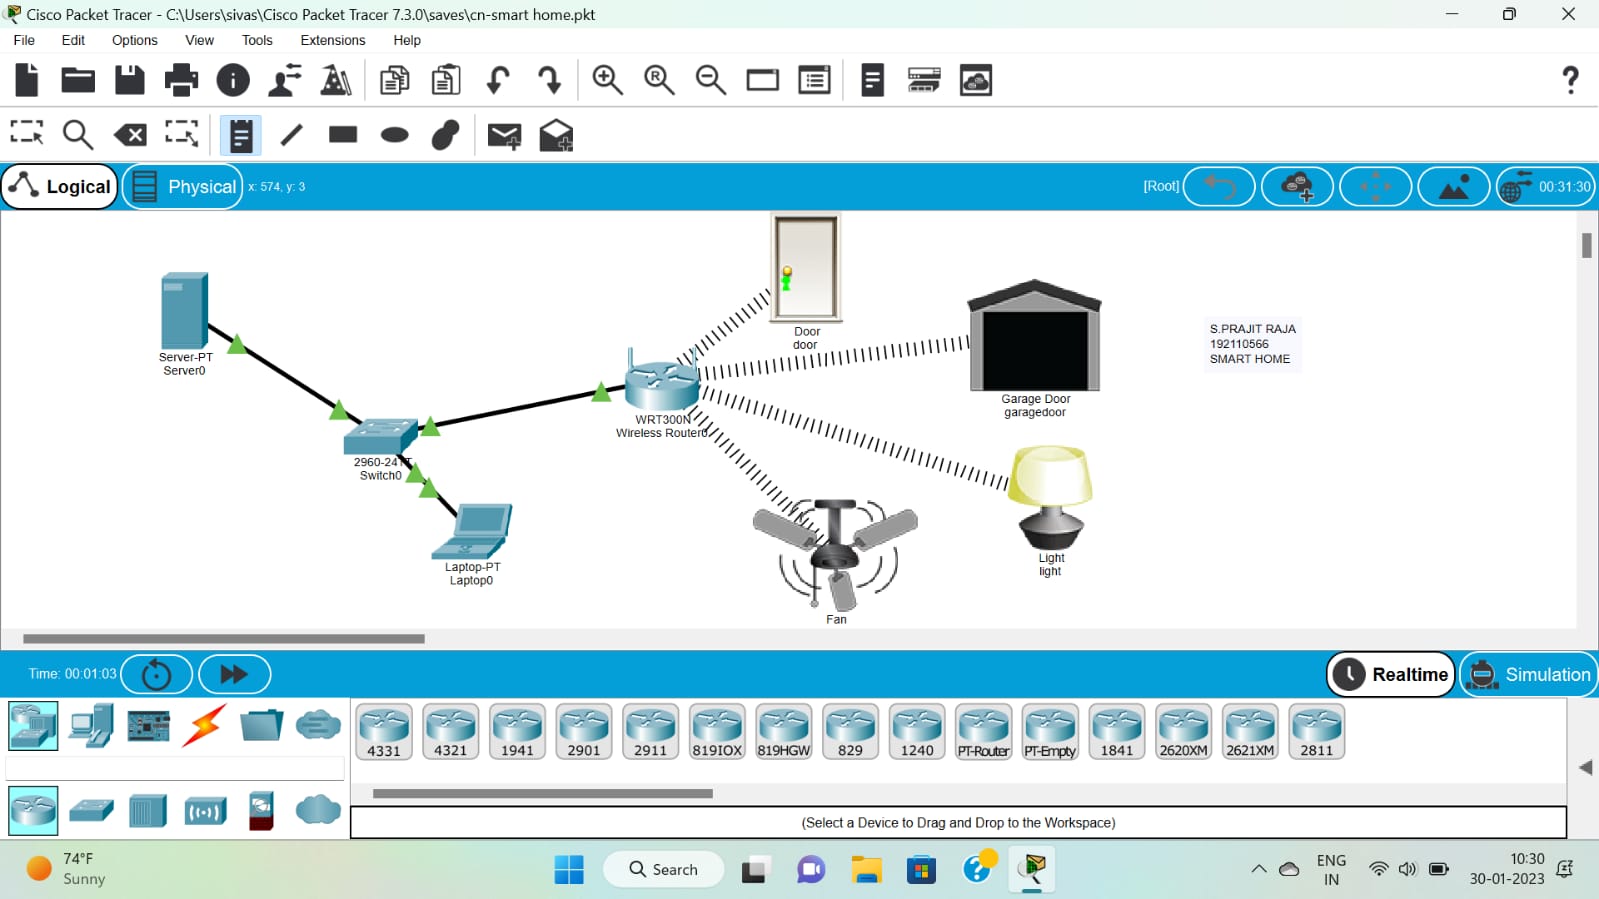 Cisco Packet Tracer - C:\Users\sivas\Cisco Packet Tracer 7.3.0\saves\cn-smart home.pkt
File Edit Options View Tools Extensions Help
R
?
Logical Physical x: 574, y: 3 [Root] 00:31:30
Server-PT
Server0
2960-24TT
Switch0
Laptop-PT
Laptop0
WRT300N
Wireless Router0
Door
door
Garage Door
garagedoor
Light
light
Fan
S.PRAJIT RAJA
192110566
SMART HOME
Time: 00:01:03 Realtime Simulation
4331 4321 1941 2901 2911 819IOX 819HGW 829 1240 PT-Router PT-Empty 1841 2620XM 2621XM 2811
(Select a Device to Drag and Drop to the Workspace)
74°F
Sunny
Search
ENG
IN
10:30
30-01-2023